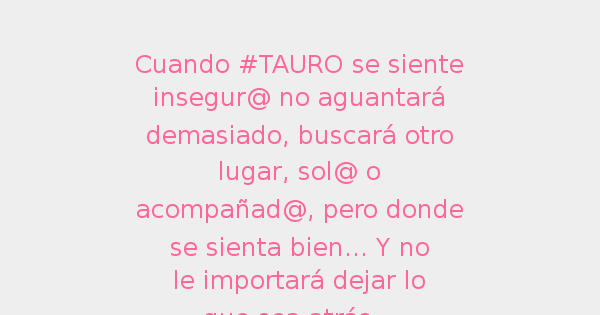 Cuando #TAURO se siente
insegur@ no aguantará
demasiado, buscará otro
lugar, sol@ o
acompañad@, pero donde
se sienta bien... Y no
le importará dejar lo
que sea atrás